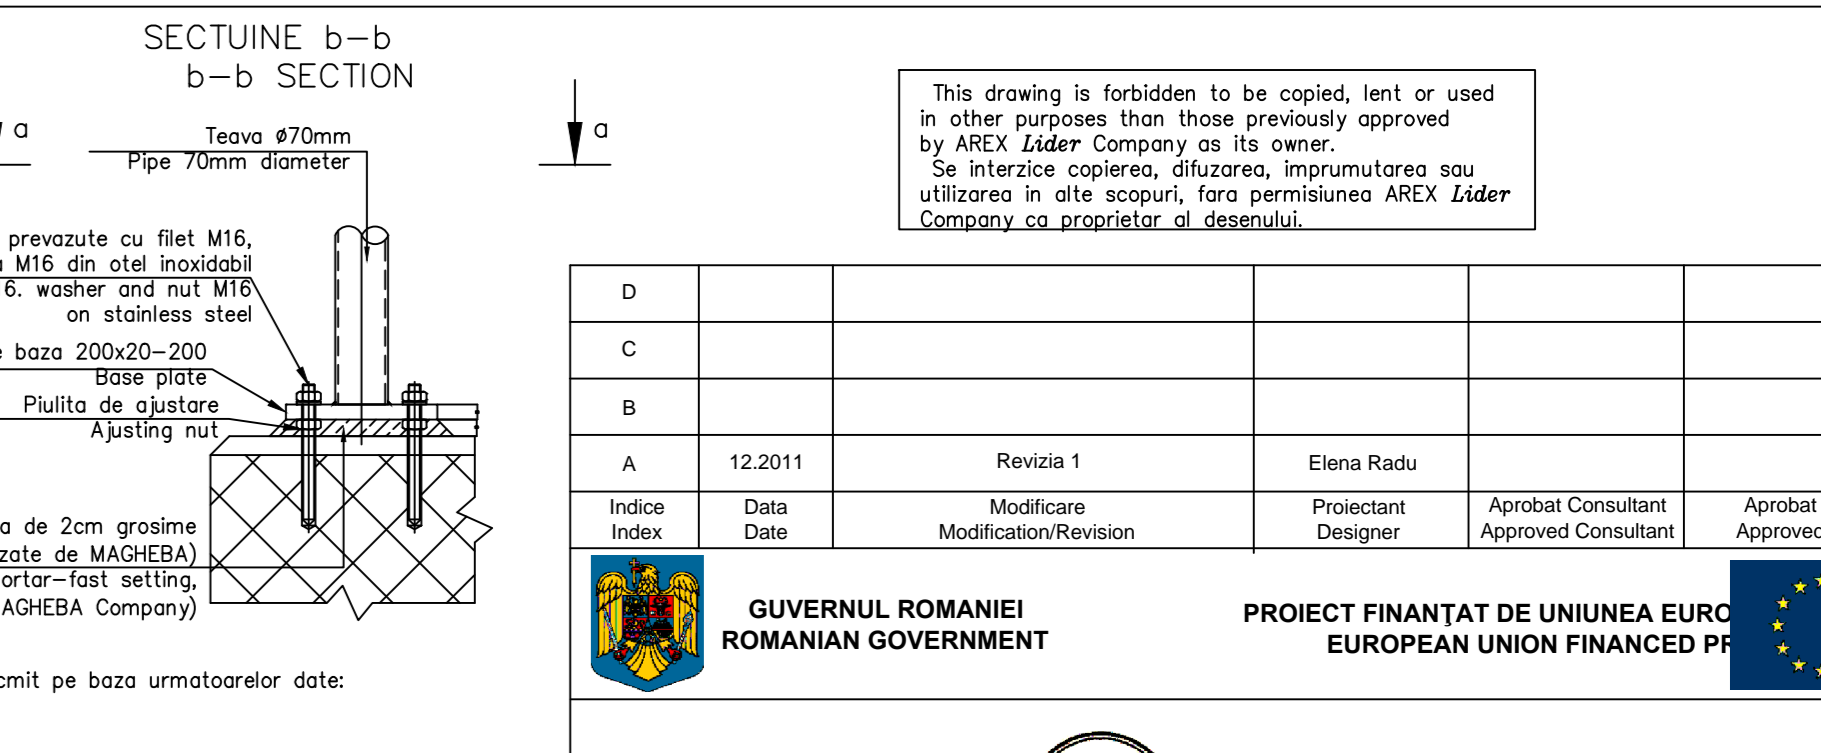 SECTUINE b-b
b-b SECTION
a
a
Teava ø70mm
Pipe 70mm diameter
prevazute cu filet M16,
M16 din otel inoxidabil
6. washer and nut M16
on stainless steel
baza 200x20-200
Base plate
Piulita de ajustare
Ajusting nut
de 2cm grosime
de MAGHEBA)
setting,
Company)
pe baza urmatoarelor date:
This drawing is forbidden to be copied, lent or used
in other purposes than those previously approved
by AREX Lider Company as its owner.
Se interzice copierea, difuzarea, imprumutarea sau
utilizarea in alte scopuri, fara permisiunea AREX Lider
Company ca proprietar al desenului.
D
C
B
A 12.2011 Revizia 1 Elena Radu
Indice Data Modificare Proiectant Aprobat Consultant Aprobat
Index Date Modification/Revision Designer Approved Consultant Approved
GUVERNUL ROMANIEI
ROMANIAN GOVERNMENT
PROIECT FINANŢAT DE UNIUNEA EURO
EUROPEAN UNION FINANCED PR